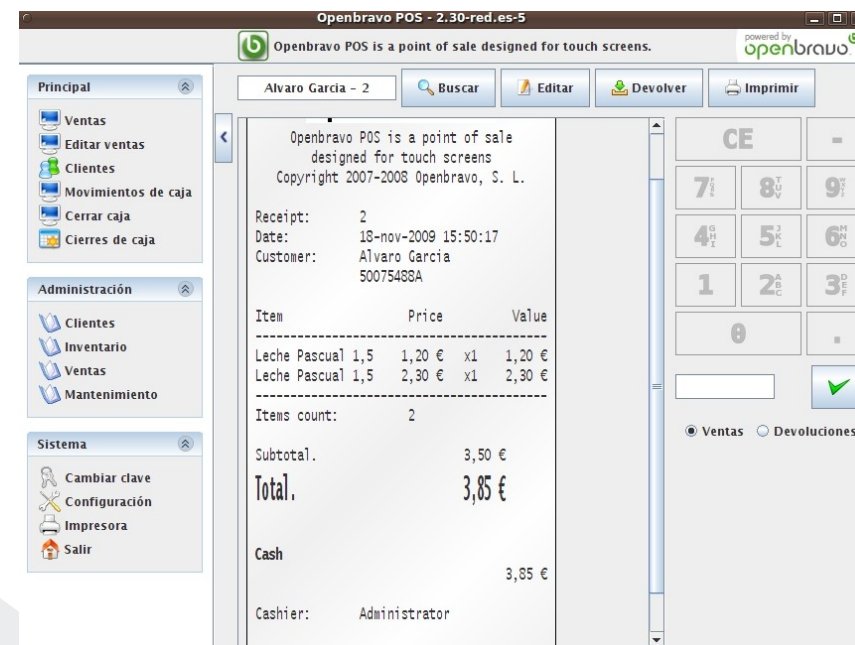 Openbravo POS - 2.30-red.es-5
Openbravo POS is a point of sale designed for touch screens.
powered by
openbravo
Principal
Ventas
Editar ventas
Clientes
Movimientos de caja
Cerrar caja
Cierres de caja
Administración
Clientes
Inventario
Ventas
Mantenimiento
Sistema
Cambiar clave
Configuración
Impresora
Salir
Alvaro Garcia - 2
Buscar
Editar
Devolver
Imprimir
Openbravo POS is a point of sale
designed for touch screens
Copyright 2007-2008 Openbravo, S. L.
Receipt: 2
Date: 18-nov-2009 15:50:17
Customer: Alvaro Garcia
50075488A
Item Price Value
Leche Pascual 1,5 1,20 € x1 1,20 €
Leche Pascual 1,5 2,30 € x1 2,30 €
Items count: 2
Subtotal. 3,50 €
Total. 3,85 €
Cash
3,85 €
Cashier: Administrator
CE -
7 8 TUV 9
4 GHI 5 JKL 6 MNO
1 2 ABC 3 DEF
0 .
Ventas Devoluciones